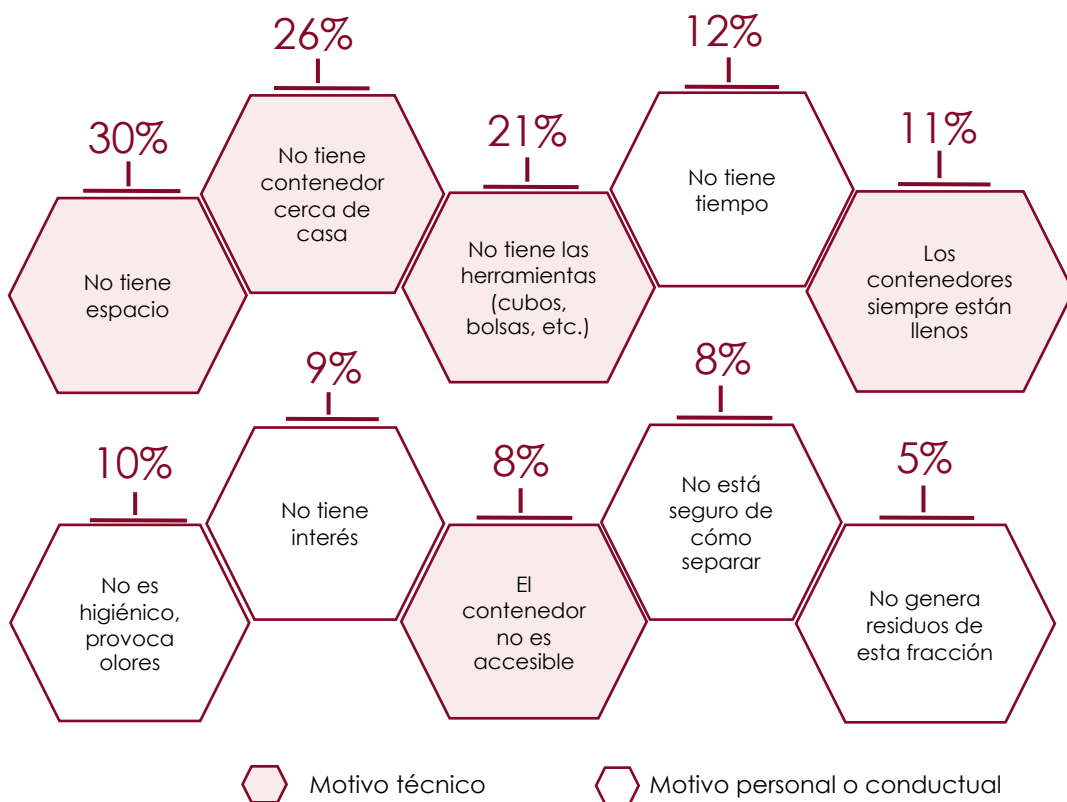 30%
No tiene
espacio
26%
No tiene
contenedor
cerca de
casa
21%
No tiene las
herramientas
(cubos,
bolsas, etc.)
12%
No tiene
tiempo
11%
Los
contenedores
siempre están
llenos
10%
No es
higiénico,
provoca
olores
9%
No tiene
interés
8%
El
contenedor
no es
accesible
8%
No está
seguro de
cómo
separar
5%
No genera
residuos de
esta fracción
Motivo técnico
Motivo personal o conductual